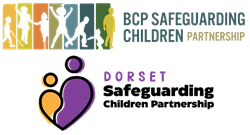 BCP SAFEGUARDING
CHILDREN PARTNERSHIP
DORSET
Safeguarding
Children Partnership